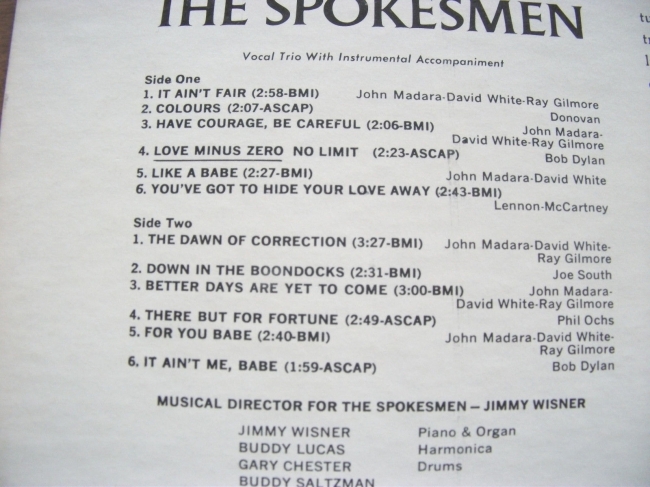 THE SPOKESMEN
Vocal Trio With Instrumental Accompaniment
Side One
1. IT AIN'T FAIR (2:58-BMI) John Madara-David White-Ray Gilmore
2. COLOURS (2:07-ASCAP) Donovan
3. HAVE COURAGE, BE CAREFUL (2:06-BMI) John Madara-
David White-Ray Gilmore
4. LOVE MINUS ZERO NO LIMIT (2:23-ASCAP) Bob Dylan
5. LIKE A BABE (2:27-BMI) John Madara-David White
6. YOU'VE GOT TO HIDE YOUR LOVE AWAY (2:43-BMI)
Lennon-McCartney
Side Two
1. THE DAWN OF CORRECTION (3:27-BMI) John Madara-David White-
Ray Gilmore
2. DOWN IN THE BOONDOCKS (2:31-BMI) Joe South
3. BETTER DAYS ARE YET TO COME (3:00-BMI) John Madara-
David White-Ray Gilmore
4. THERE BUT FOR FORTUNE (2:49-ASCAP) Phil Ochs
5. FOR YOU BABE (2:40-BMI) John Madara-David White-
Ray Gilmore
6. IT AIN'T ME, BABE (1:59-ASCAP) Bob Dylan
MUSICAL DIRECTOR FOR THE SPOKESMEN – JIMMY WISNER
JIMMY WISNER Piano & Organ
BUDDY LUCAS Harmonica
GARY CHESTER Drums
BUDDY SALTZMAN